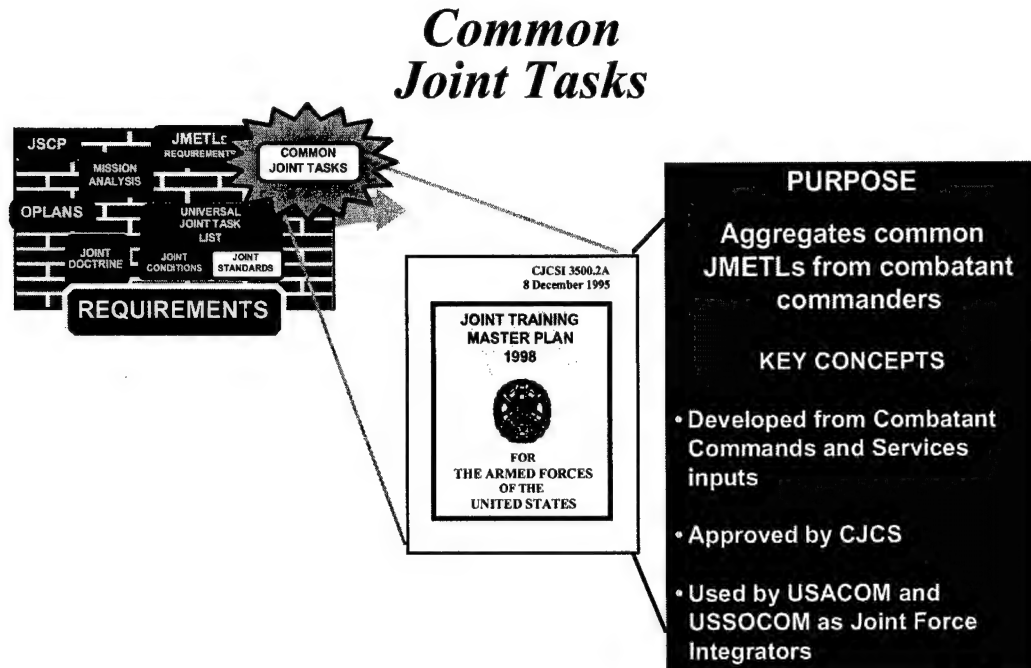 Common
Joint Tasks
JSCP
JMETLs
REQUIREMENTS
COMMON
JOINT TASKS
MISSION
ANALYSIS
OPLANS
UNIVERSAL
JOINT TASK
LIST
JOINT
DOCTRINE
JOINT
CONDITIONS
JOINT
STANDARDS
REQUIREMENTS
CJCSI 3500.2A
8 December 1995
JOINT TRAINING
MASTER PLAN
1998
FOR
THE ARMED FORCES
OF THE
UNITED STATES
PURPOSE
Aggregates common
JMETLs from combatant
commanders
KEY CONCEPTS
• Developed from Combatant
Commands and Services
inputs
• Approved by CJCS
• Used by USACOM and
USSOCOM as Joint Force
Integrators